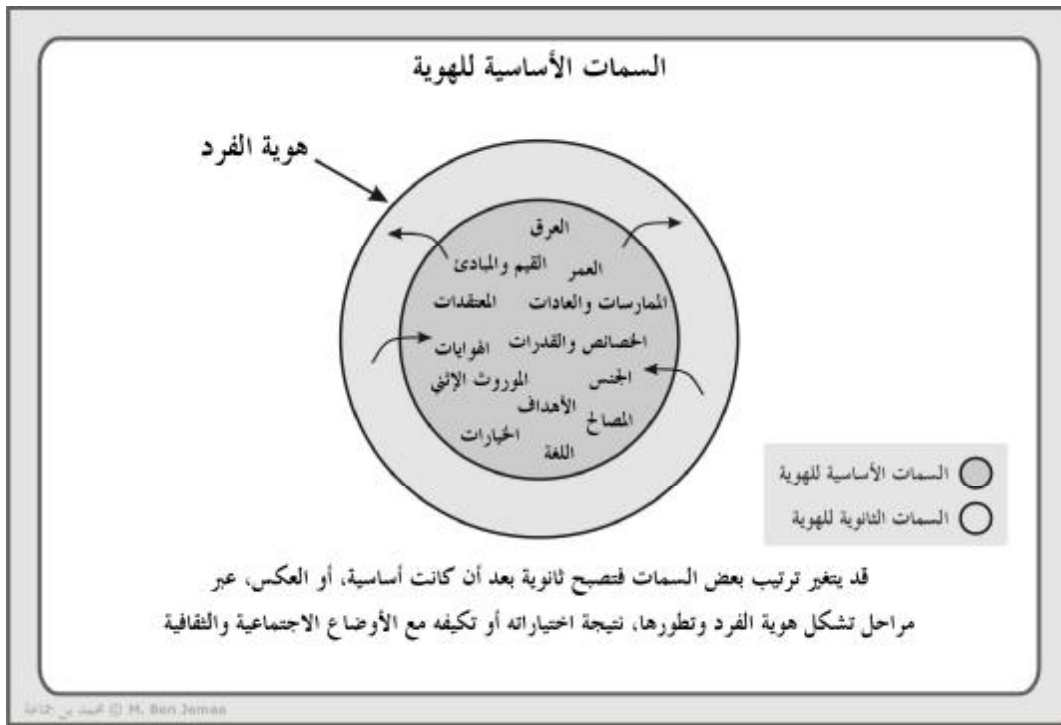 السمات الأساسية للهوية
هوية الفرد
العرق
القيم والمبادئ
العمر
الممارسات والعادات
المعتقدات
الخصائص والقدرات
الهوايات
الجنس
الموروث الإثني
الأهداف
المصالح
الخيارات
اللغة
السمات الأساسية للهوية
السمات الثانوية للهوية
قد يتغير ترتيب بعض السمات فتصبح ثانوية بعد أن كانت أساسية، أو العكس، عبر
مراحل تشكل هوية الفرد وتطورها، نتيجة اختياراته أو تكيفه مع الأوضاع الاجتماعية والثقافية
محمد بن جماعة © M. Ben Jemaa